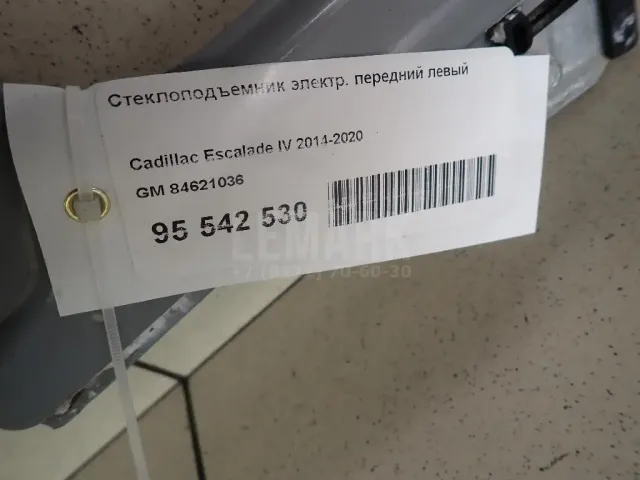 Стеклоподъемник электр. передний левый
Cadillac Escalade IV 2014-2020
GM 84621036
95 542 530